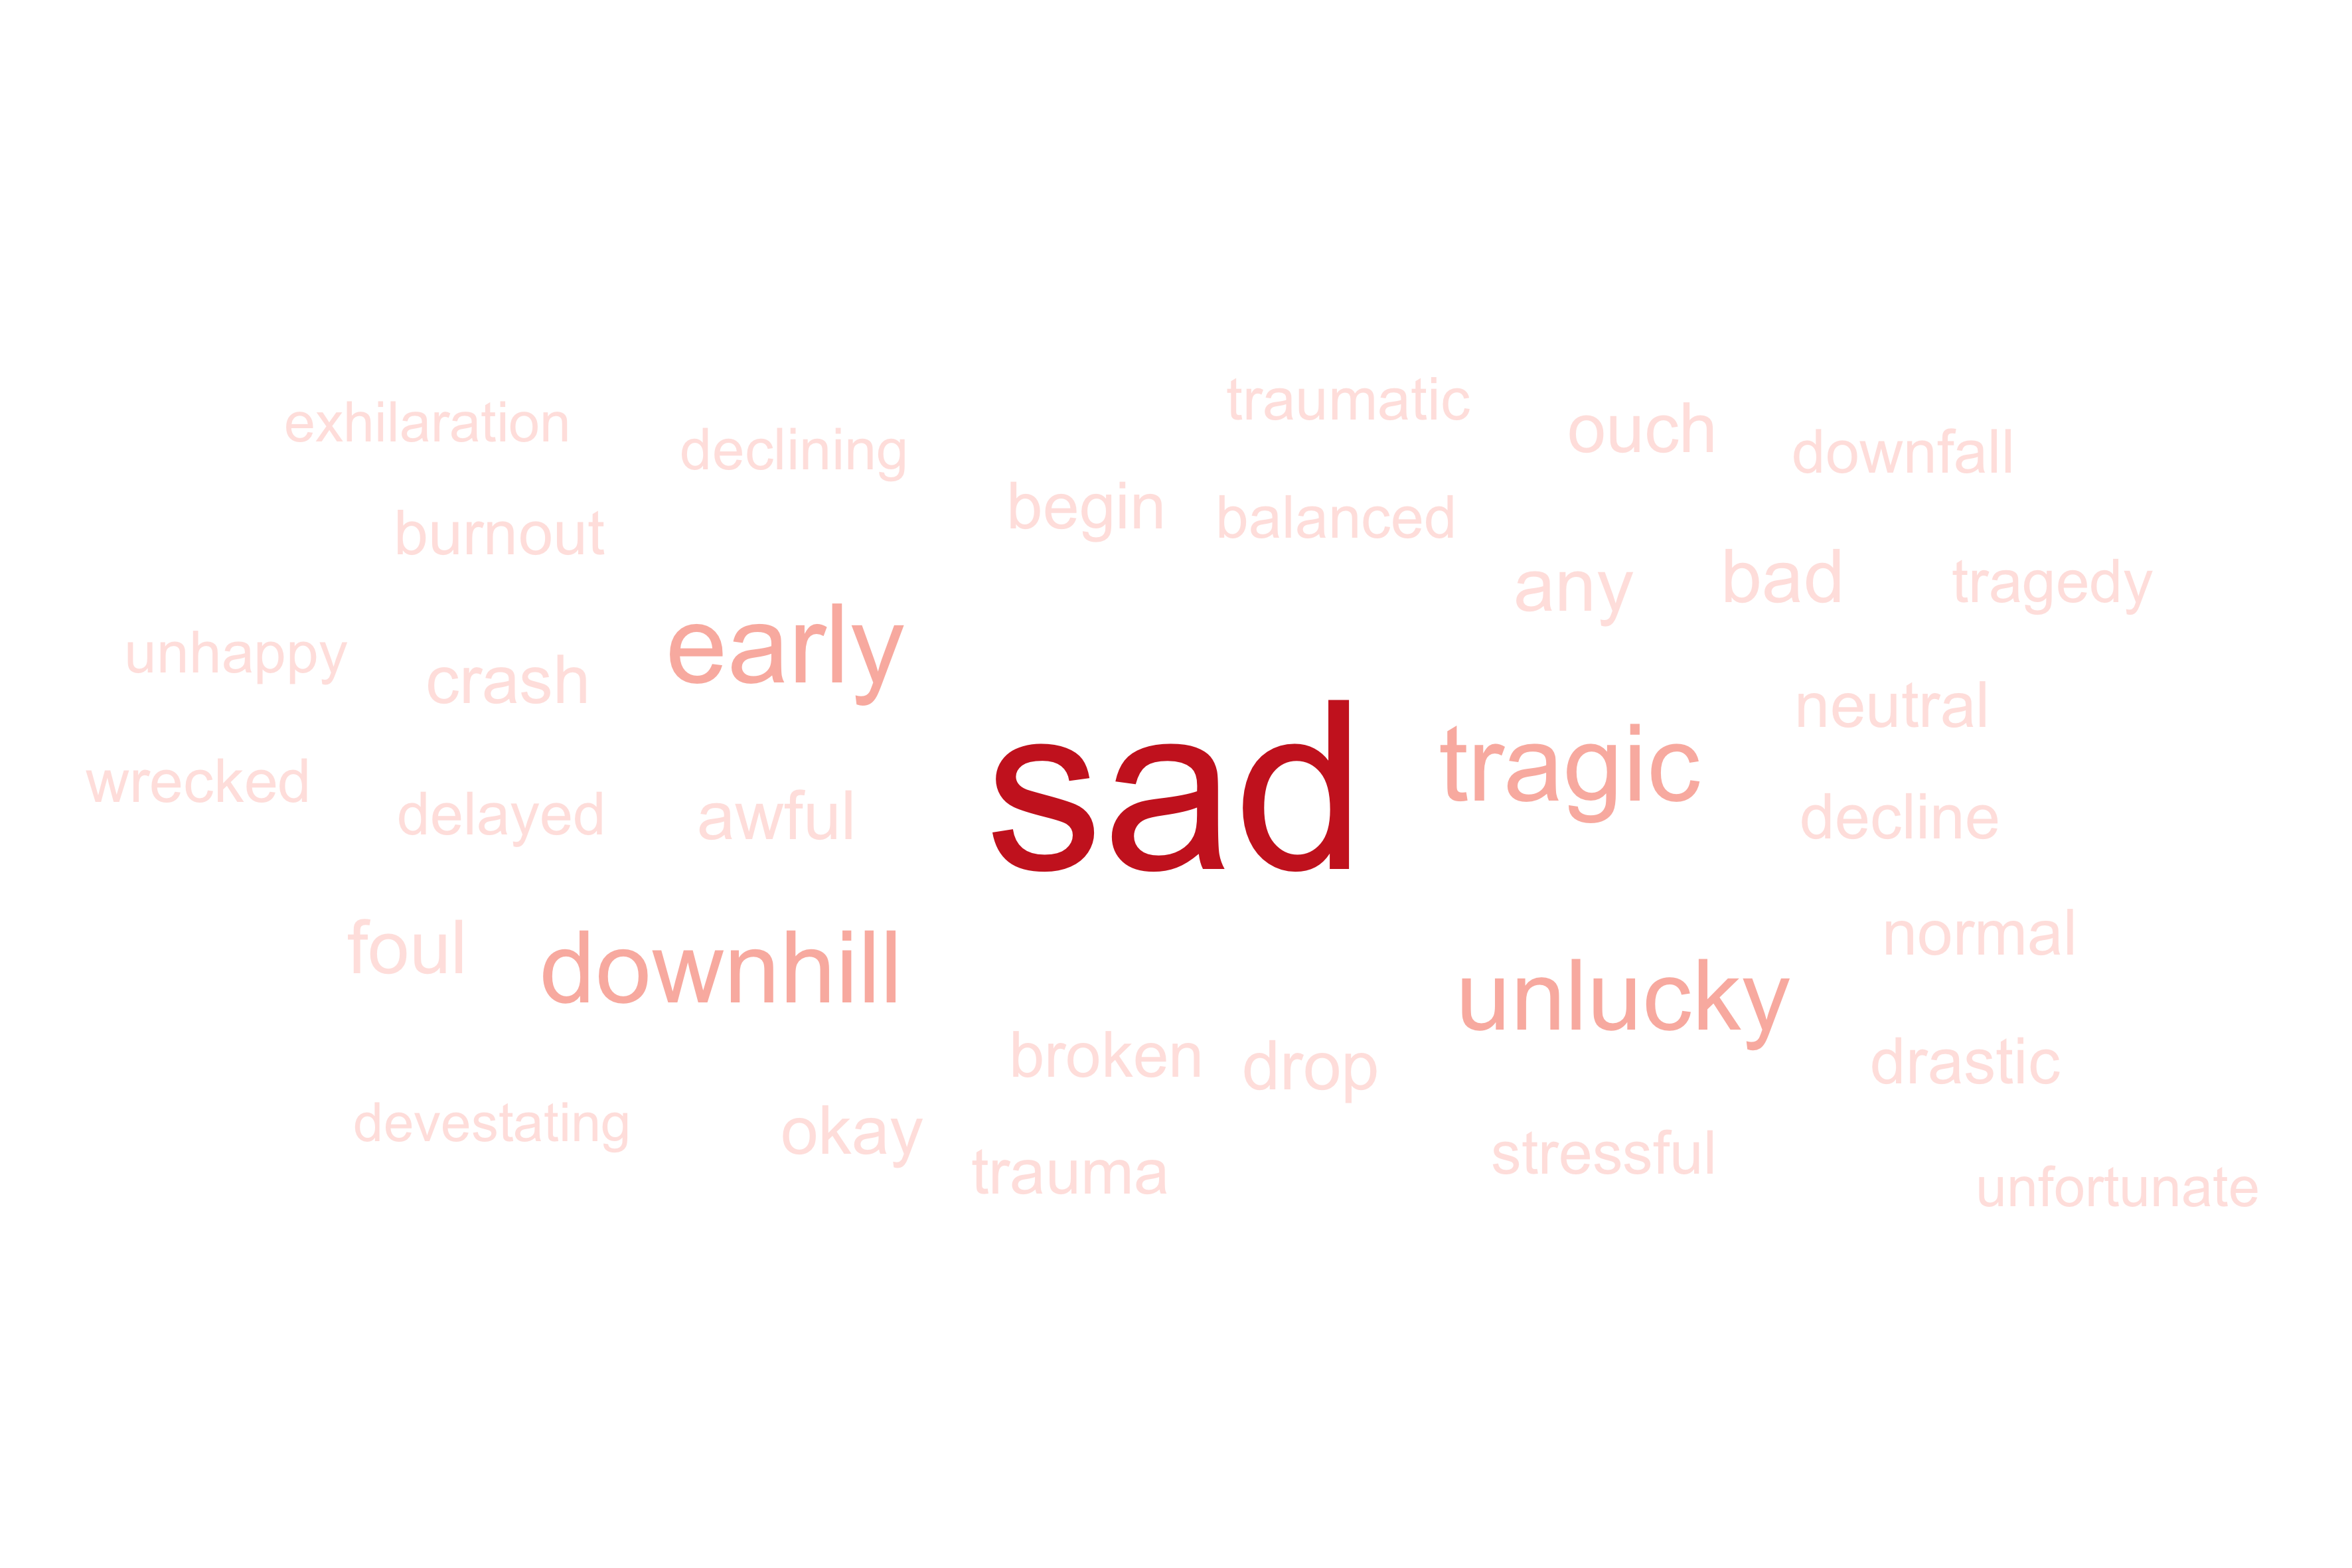 traumatic
exhilaration
declining
ouch
downfall
begin
balanced
burnout
any
bad
tragedy
early
unhappy
crash
neutral
sad
tragic
wrecked
delayed
awful
decline
foul
downhill
normal
unlucky
broken
drop
drastic
devestating
okay
trauma
stressful
unfortunate